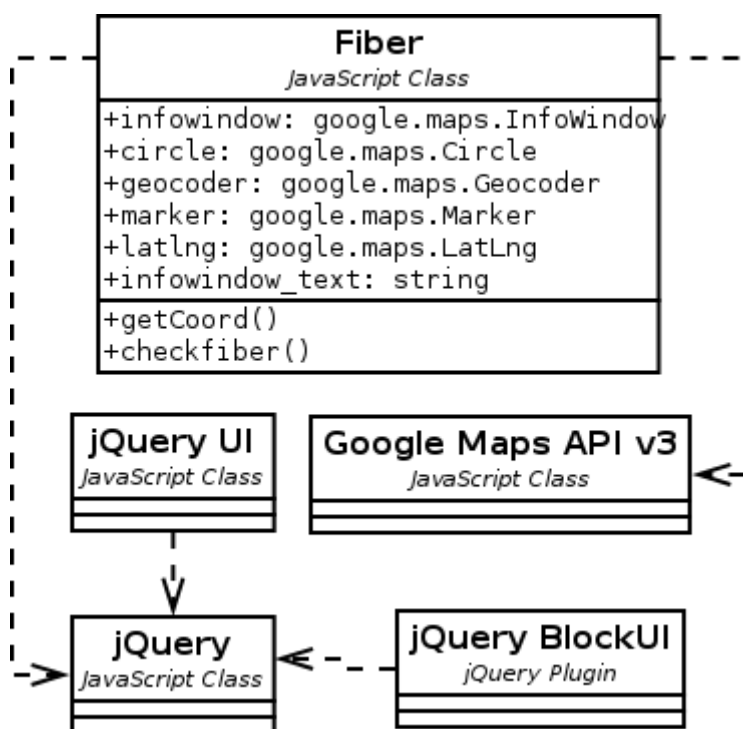 Fiber
JavaScript Class
+infowindow: google.maps.InfoWindow
+circle: google.maps.Circle
+geocoder: google.maps.Geocoder
+marker: google.maps.Marker
+latlng: google.maps.LatLng
+infowindow_text: string
+getCoord()
+checkfiber()
jQuery UI
JavaScript Class
Google Maps API v3
JavaScript Class
jQuery
JavaScript Class
jQuery BlockUI
jQuery Plugin